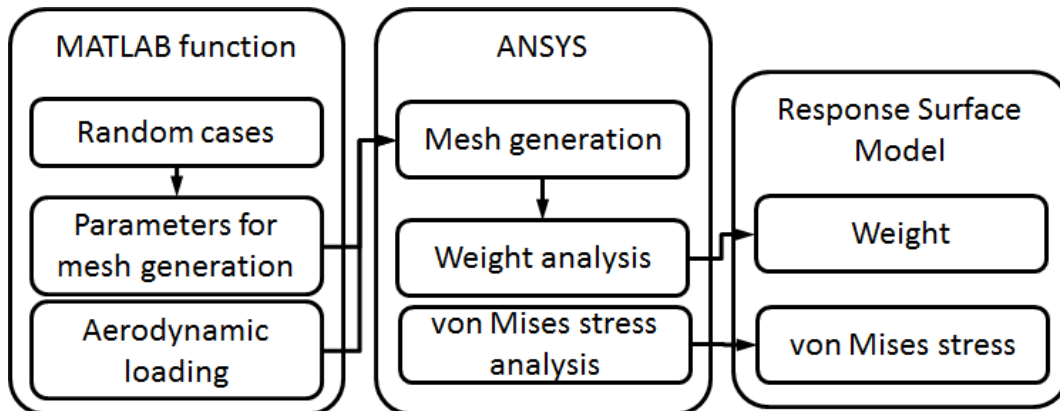 MATLAB function
Random cases
Parameters for
mesh generation
Aerodynamic
loading
ANSYS
Mesh generation
Weight analysis
von Mises stress
analysis
Response Surface
Model
Weight
von Mises stress